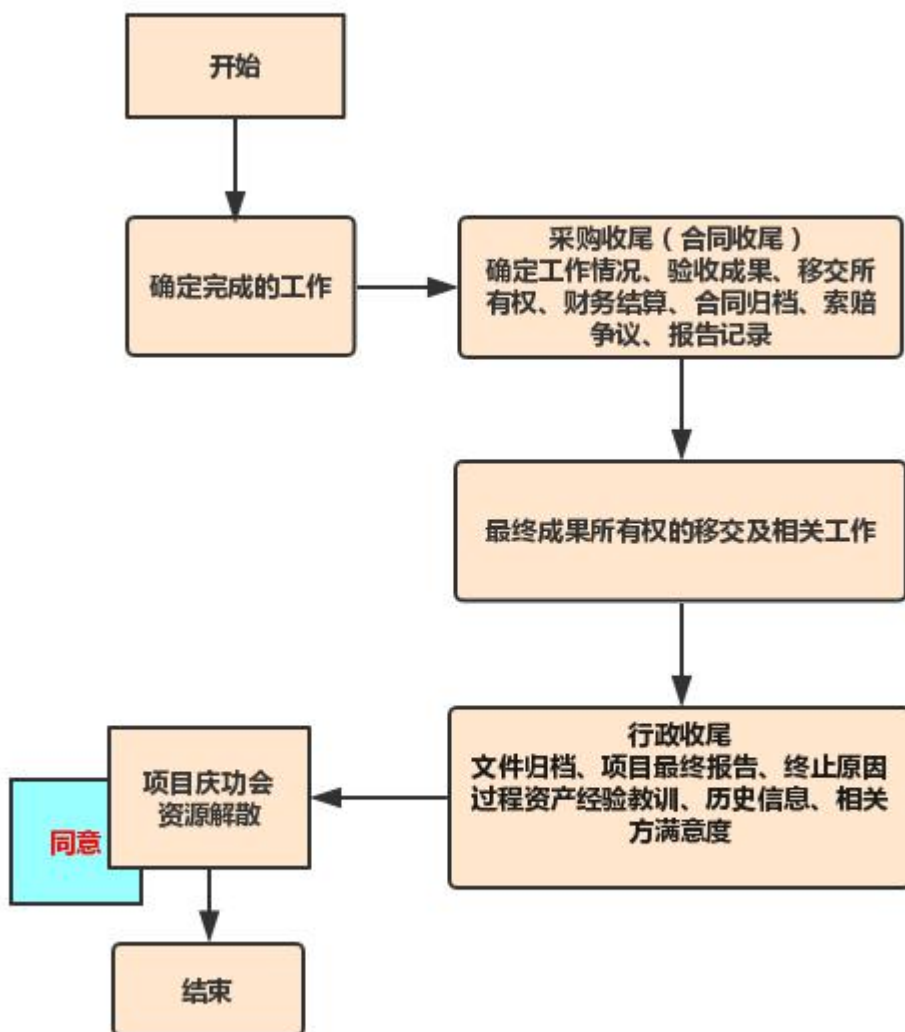 开始
确定完成的工作
采购收尾（合同收尾）
确定工作情况、验收成果、移交所
有权、财务结算、合同归档、索赔
争议、报告记录
最终成果所有权的移交及相关工作
行政收尾
文件归档、项目最终报告、终止原因
过程资产经验教训、历史信息、相关
方满意度
项目庆功会
资源解散
同意
结束